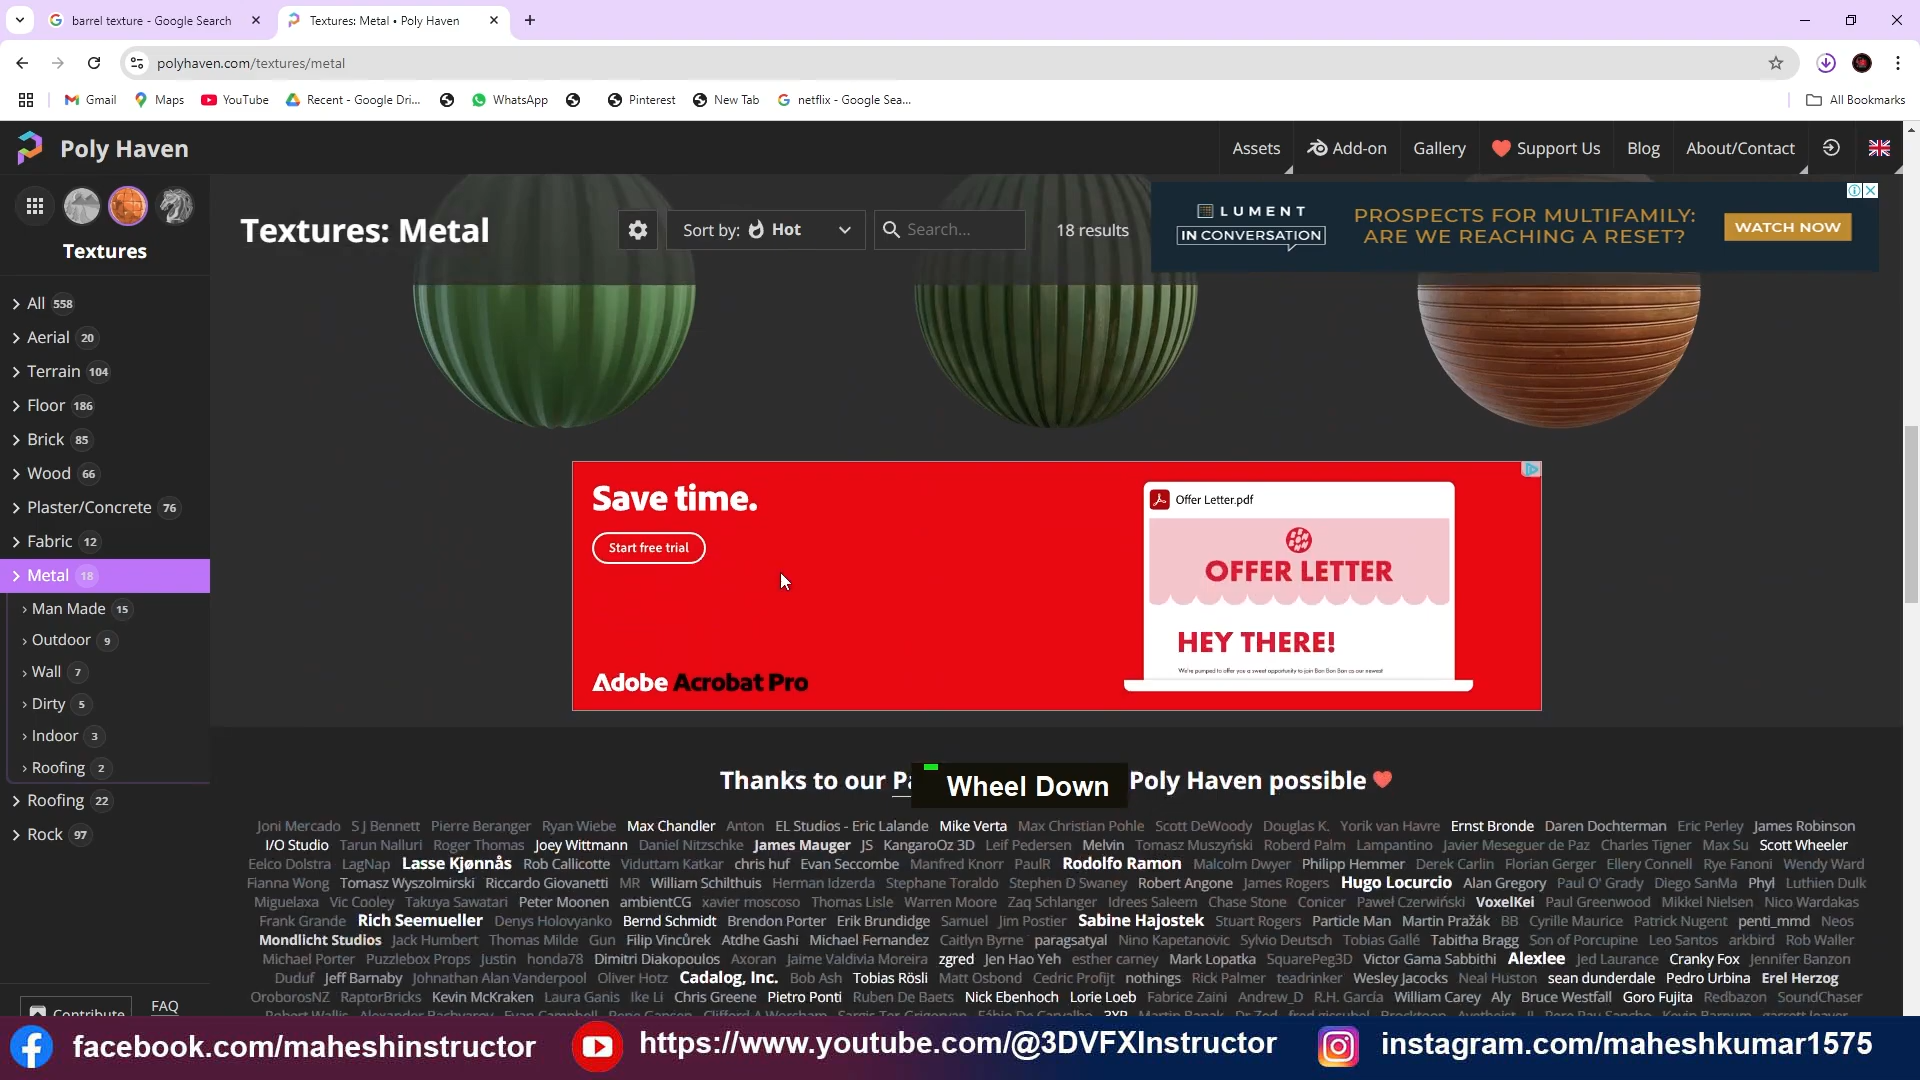 barrel texture - Google Search
Textures: Metal • Poly Haven
polyhaven.com/textures/metal
Gmail
Maps
YouTube
Recent - Google Dri...
WhatsApp
Pinterest
New Tab
netflix - Google Sea...
All Bookmarks
Poly Haven
Assets
Add-on
Gallery
Support Us
Blog
About/Contact
Textures
Textures: Metal
Sort by: Hot
Search...
18 results
LUMENT
IN CONVERSATION
PROSPECTS FOR MULTIFAMILY:
ARE WE REACHING A RESET?
WATCH NOW
All 558
Aerial 20
Terrain 104
Floor 186
Brick 85
Wood 66
Plaster/Concrete 76
Fabric 12
Metal 18
Man Made 15
Outdoor 9
Wall 7
Dirty 5
Indoor 3
Roofing 2
Roofing 22
Rock 97
Contribute
FAQ
Save time.
Start free trial
Adobe Acrobat Pro
Offer Letter.pdf
OFFER LETTER
HEY THERE!
We're pumped to offer you a sweet opportunity to join Bon Bon Bon as our newest
Thanks to our Pa
Wheel Down
Poly Haven possible
Joni Mercado S J Bennett Pierre Beranger Ryan Wiebe Max Chandler Anton EL Studios - Eric Lalande Mike Verta Max Christian Pohle Scott DeWoody Douglas K. Yorik van Havre Ernst Bronde Daren Dochterman Eric Perley James Robinson
I/O Studio Tarun Nalluri Roger Thomas Joey Wittmann Daniel Nitzschke James Mauger JS KangaroOz 3D Leif Pedersen Melvin Tomasz Muszyński Roberd Palm Lampantino Javier Meseguer de Paz Charles Tigner Max Su Scott Wheeler
Eelco Dolstra LagNap Lasse Kjønnås Rob Callicotte Viduttam Katkar chris huf Evan Seccombe Manfred Knorr PaulR Rodolfo Ramon Malcolm Dwyer Philipp Hemmer Derek Carlin Florian Gerger Ellery Connell Rye Fanoni Wendy Ward
Fianna Wong Tomasz Wyszolmirski Riccardo Giovanetti MR William Schilthuis Herman Idzerda Stephane Toraldo Stephen D Swaney Robert Angone James Rogers Hugo Locurcio Alan Gregory Paul O' Grady Diego SanMa Phyl Luthien Dulk
Miguelaxa Vic Cooley Takuya Sawatari Peter Moonen ambientCG xavier moscoso Thomas Lisle Warren Moore Zaq Schlanger Idrees Saleem Chase Stone Conicer Paweł Czerwiński VoxelKei Paul Greenwood Mikkel Nielsen Nico Wardakas
Frank Grande Rich Seemueller Denys Holovyanko Bernd Schmidt Brendon Porter Erik Brundidge Samuel Jim Postier Sabine Hajostek Stuart Rogers Particle Man Martin Pražák BB Cyrille Maurice Patrick Nugent penti_mmd Neos
Mondlicht Studios Jack Humbert Thomas Milde Gun Filip Vincůrek Atdhe Gashi Michael Fernandez Caitlyn Byrne paragsatyal Nino Kapetanovic Sylvio Deutsch Tobias Gallé Tabitha Bragg Son of Porcupine Leo Santos arkbird Rob Waller
Michael Porter Puzzlebox Props Justin honda78 Dimitri Diakopoulos Axoran Jaime Valdivia Moreira zgred Jen Hao Yeh esther carney Mark Lopatka SquarePeg3D Victor Gama Sabbithi Alexlee Jed Laurance Cranky Fox Jennifer Banzon
Duduf Jeff Barnaby Johnathan Alan Vanderpool Oliver Hotz Cadalog, Inc. Bob Ash Tobias Rösli Matt Osbond Cedric Profijt nothings Rick Palmer teadrinker Wesley Jacocks Neal Huston sean dunderdale Pedro Urbina Erel Herzog
OroborosNZ RaptorBricks Kevin McKraken Laura Ganis Ike Li Chris Greene Pietro Ponti Ruben De Baets Nick Ebenhoch Lorie Loeb Fabrice Zaini Andrew_D R.H. García William Carey Aly Bruce Westfall Goro Fujita Redbazon SoundChaser
facebook.com/maheshinstructor
https://www.youtube.com/@3DVFXInstructor
instagram.com/maheshkumar1575